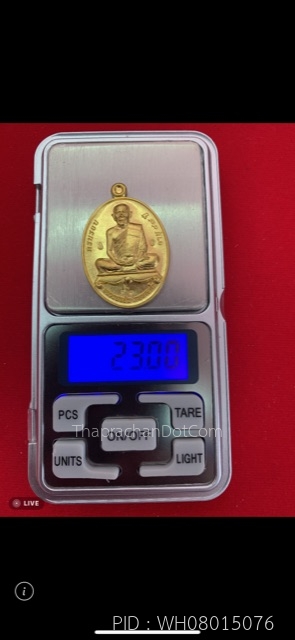 23.00
PCS
TARE
ON/OFF
ThaprachanDotCom
UNITS
LIGHT
LIVE
PID : WH08015076